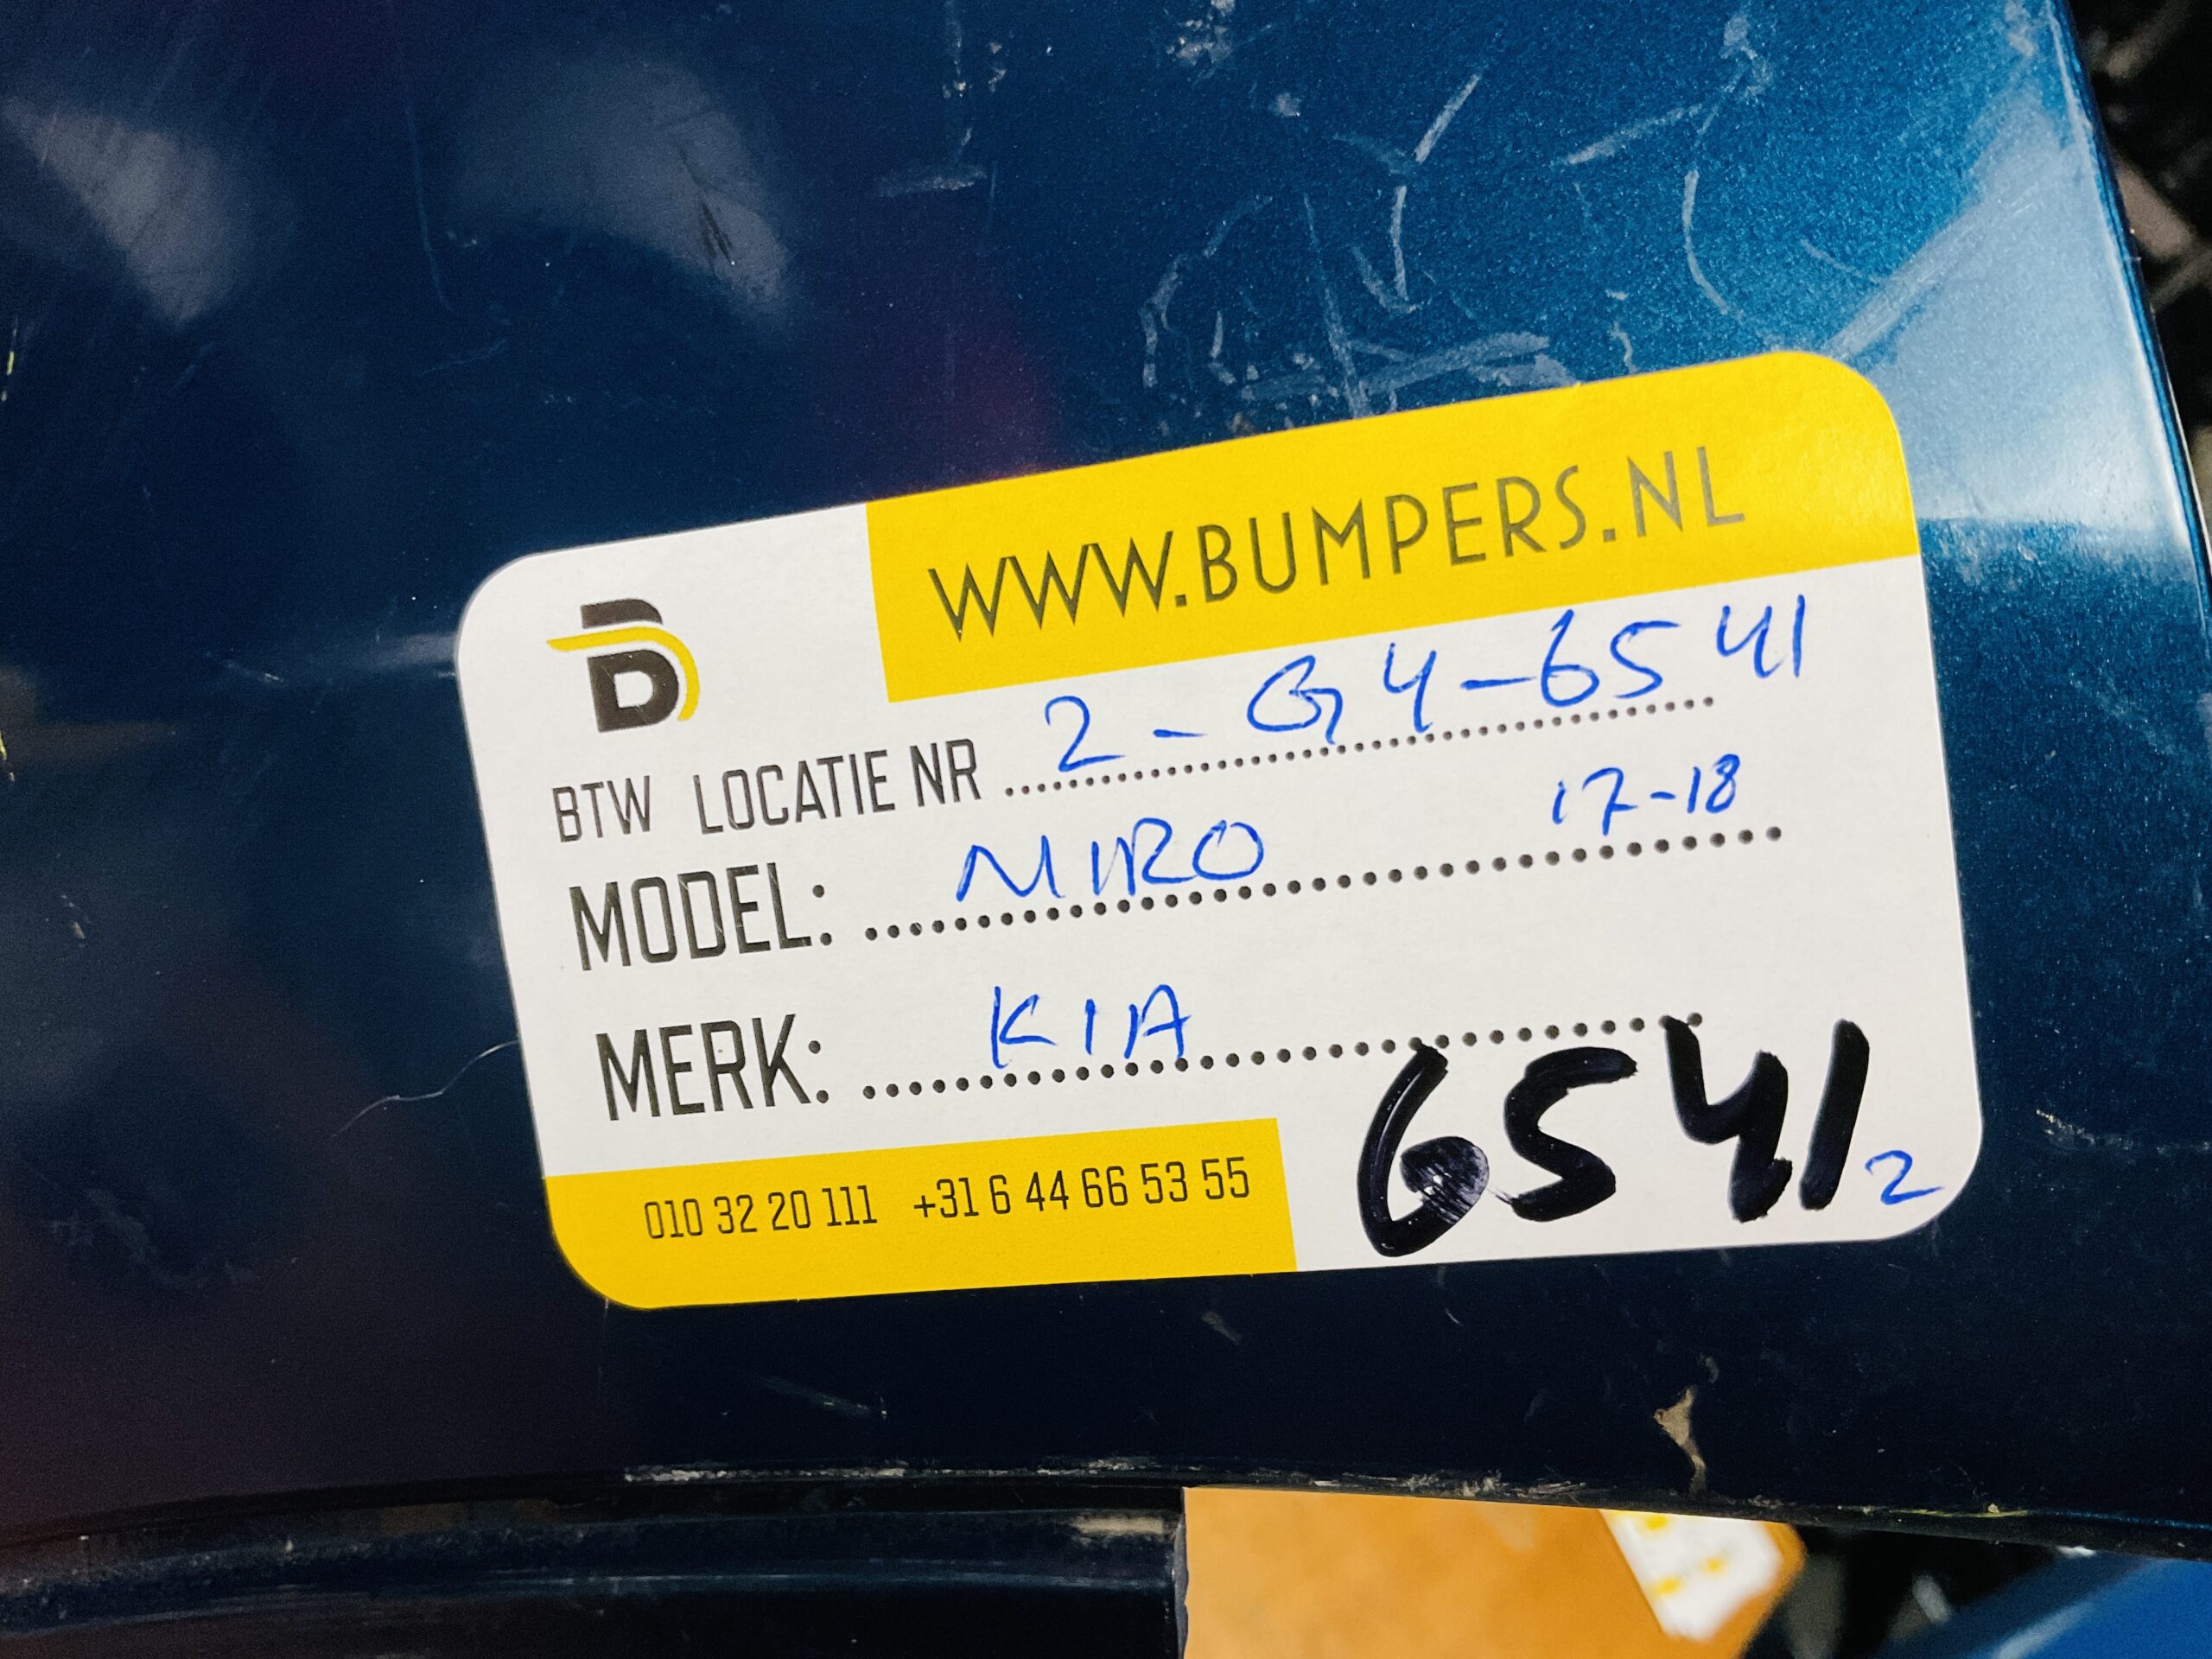 WWW.BUMPERS.NL
B
BTW LOCATIE NR 2-G4-6541
MODEL: NIRO 17-18
MERK: KIA
6541 2
010 32 20 111 +31 6 44 66 53 55